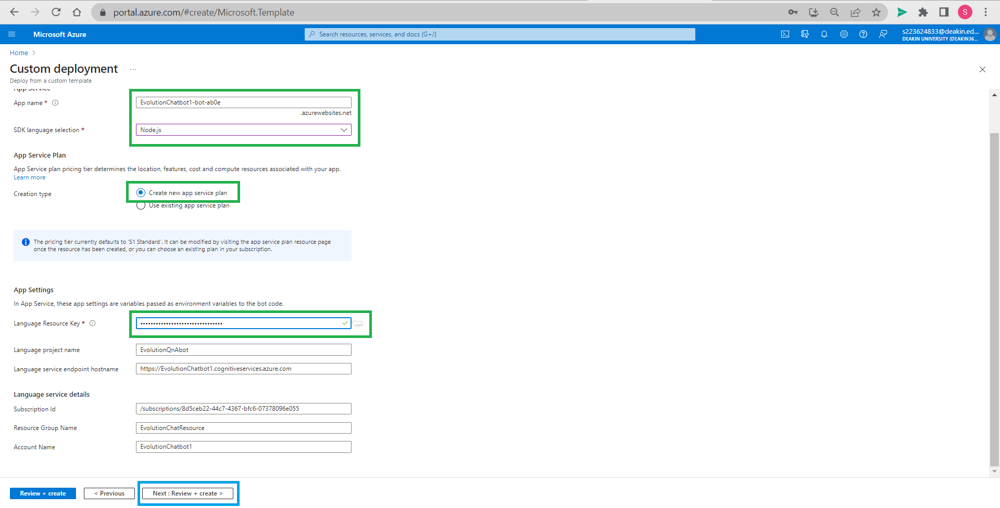 portal.azure.com/#create/Microsoft.Template
S
Microsoft Azure
Search resources, services, and docs (G+/)
s223624833@deakin.ed...
DEAKIN UNIVERSITY (DEAKIN36...
Home
Custom deployment
...
Deploy from a custom template
App Service
App name *
EvolutionChatbot1-bot-ab0e
.azurewebsites.net
SDK language selection *
Node.js
App Service Plan
App Service plan pricing tier determines the location, features, cost and compute resources associated with your app.
Learn more
Creation type
Create new app service plan
Use existing app service plan
The pricing tier currently defaults to 'S1 Standard'. It can be modified by visiting the app service plan resource page
once the resource has been created, or you can choose an existing plan in your subscription.
App Settings
In App Service, these app settings are variables passed as environment variables to the bot code.
Language Resource Key *
Language project name
EvolutionQnAbot
Language service endpoint hostname
https://EvolutionChatbot1.cognitiveservices.azure.com
Language service details
Subscription Id
/subscriptions/8d5ceb22-44c7-4367-bfc6-07378096e055
Resource Group Name
EvolutionChatResource
Account Name
EvolutionChatbot1
Review + create
< Previous
Next : Review + create >